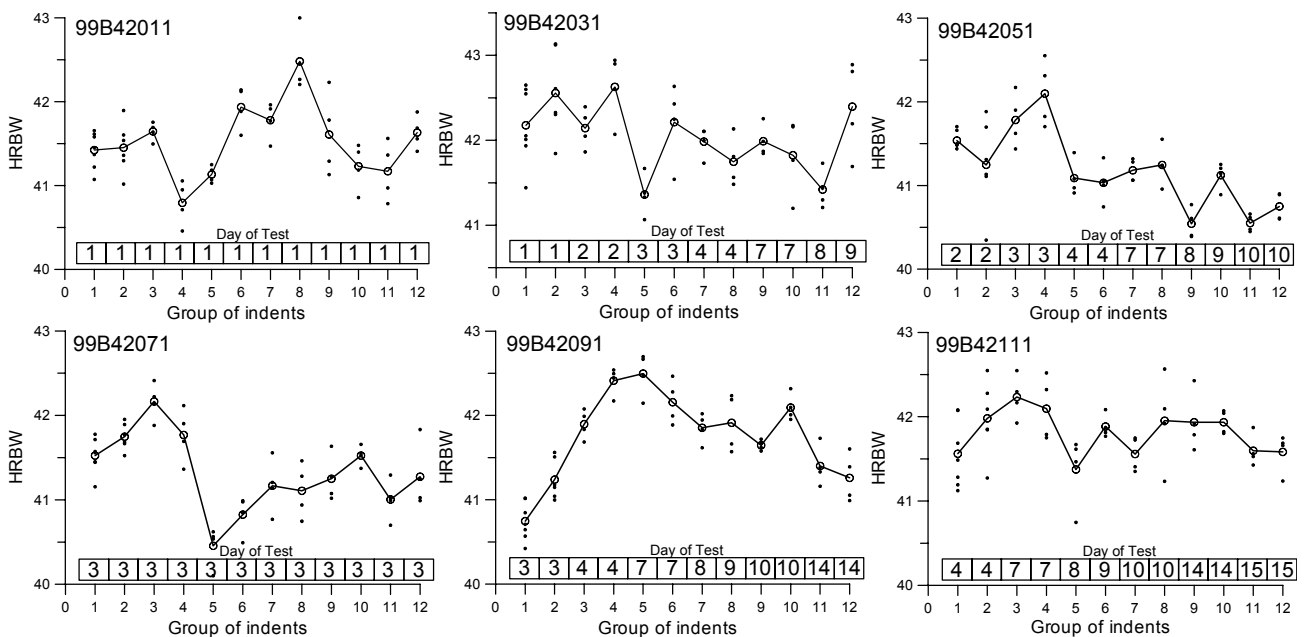 99B42011
HRBW
43
42
41
40
Day of Test
1 1 1 1 1 1 1 1 1 1 1 1
0 1 2 3 4 5 6 7 8 9 10 11 12
Group of indents
99B42031
HRBW
43
42
41
Day of Test
1 1 2 2 3 3 4 4 7 7 8 9
0 1 2 3 4 5 6 7 8 9 10 11 12
Group of indents
99B42051
HRBW
43
42
41
40
Day of Test
2 2 3 3 4 4 7 7 8 9 10 10
0 1 2 3 4 5 6 7 8 9 10 11 12
Group of indents
99B42071
HRBW
43
42
41
40
Day of Test
3 3 3 3 3 3 3 3 3 3 3 3
0 1 2 3 4 5 6 7 8 9 10 11 12
Group of indents
99B42091
HRBW
43
42
41
40
Day of Test
3 3 4 4 7 7 8 9 10 10 14 14
0 1 2 3 4 5 6 7 8 9 10 11 12
Group of indents
99B42111
HRBW
43
42
41
40
Day of Test
4 4 7 7 8 9 10 10 14 14 15 15
0 1 2 3 4 5 6 7 8 9 10 11 12
Group of indents